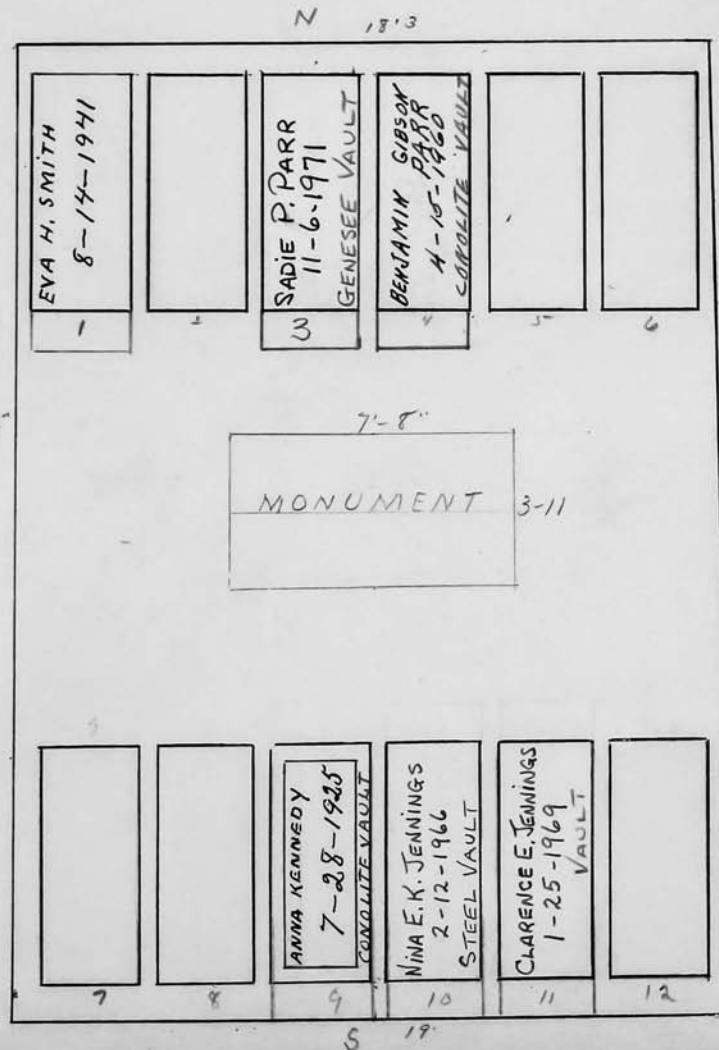 N 18'3
EVA H. SMITH
8-14-1941
SADIE P. PARR
11-6-1971
GENESEE VAULT
BENJAMIN GIBSON
PARR
4-15-1960
CONOLITE VAULT
1 2 3 4 5 6
7'-8"
MONUMENT 3-11
ANNA KENNEDY
7-28-1925
CONOLITE VAULT
NINA E.K. JENNINGS
2-12-1966
STEEL VAULT
CLARENCE E. JENNINGS
1-25-1969
VAULT
7 8 9 10 11 12
S 19'